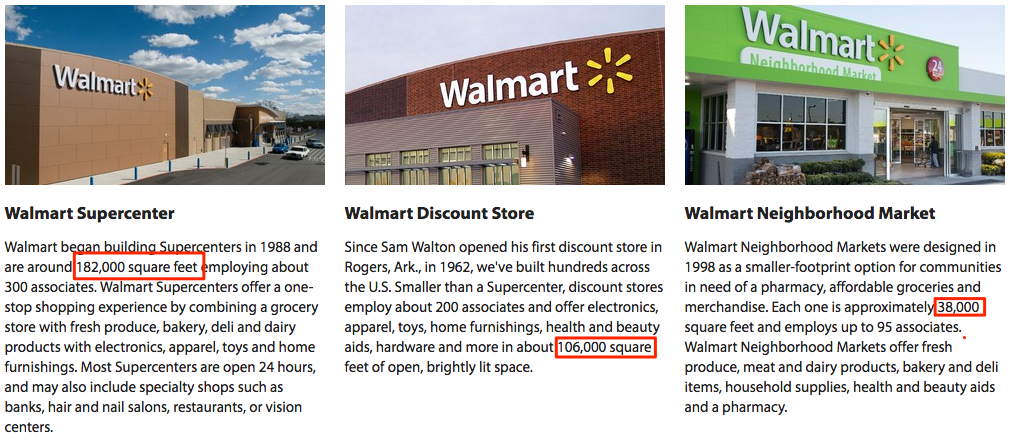 Walmart
Walmart
Walmart
Neighborhood Market
24
Walmart Supercenter
Walmart began building Supercenters in 1988 and
are around 182,000 square feet employing about
300 associates. Walmart Supercenters offer a one-
stop shopping experience by combining a grocery
store with fresh produce, bakery, deli and dairy
products with electronics, apparel, toys and home
furnishings. Most Supercenters are open 24 hours,
and may also include specialty shops such as
banks, hair and nail salons, restaurants, or vision
centers.
Walmart Discount Store
Since Sam Walton opened his first discount store in
Rogers, Ark., in 1962, we've built hundreds across
the U.S. Smaller than a Supercenter, discount stores
employ about 200 associates and offer electronics,
apparel, toys, home furnishings, health and beauty
aids, hardware and more in about 106,000 square
feet of open, brightly lit space.
Walmart Neighborhood Market
Walmart Neighborhood Markets were designed in
1998 as a smaller-footprint option for communities
in need of a pharmacy, affordable groceries and
merchandise. Each one is approximately 38,000
square feet and employs up to 95 associates.
Walmart Neighborhood Markets offer fresh
produce, meat and dairy products, bakery and deli
items, household supplies, health and beauty aids
and a pharmacy.